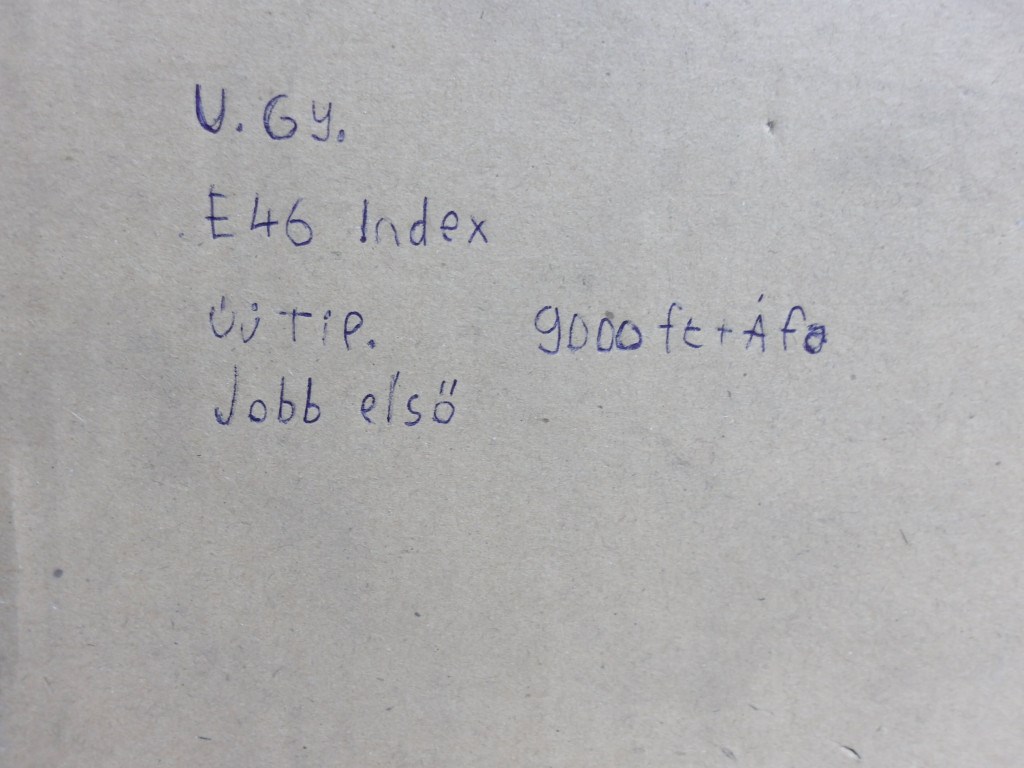 U.Gy.
E46 Index
Új Tip. 9000 ft+Áfa
Jobb első